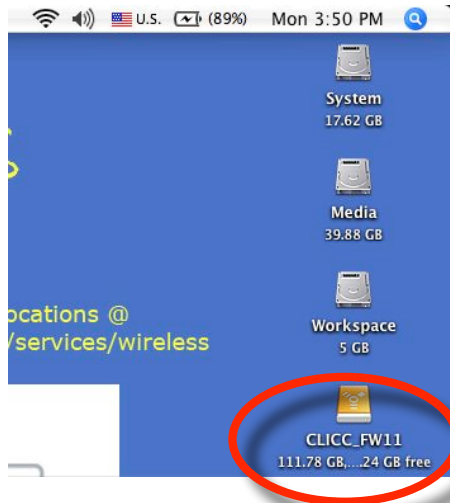 U.S. (89%) Mon 3:50 PM
System
17.62 GB
Media
39.88 GB
ocations @
/services/wireless
Workspace
5 GB
CLICC_FW11
111.78 GB,....24 GB free